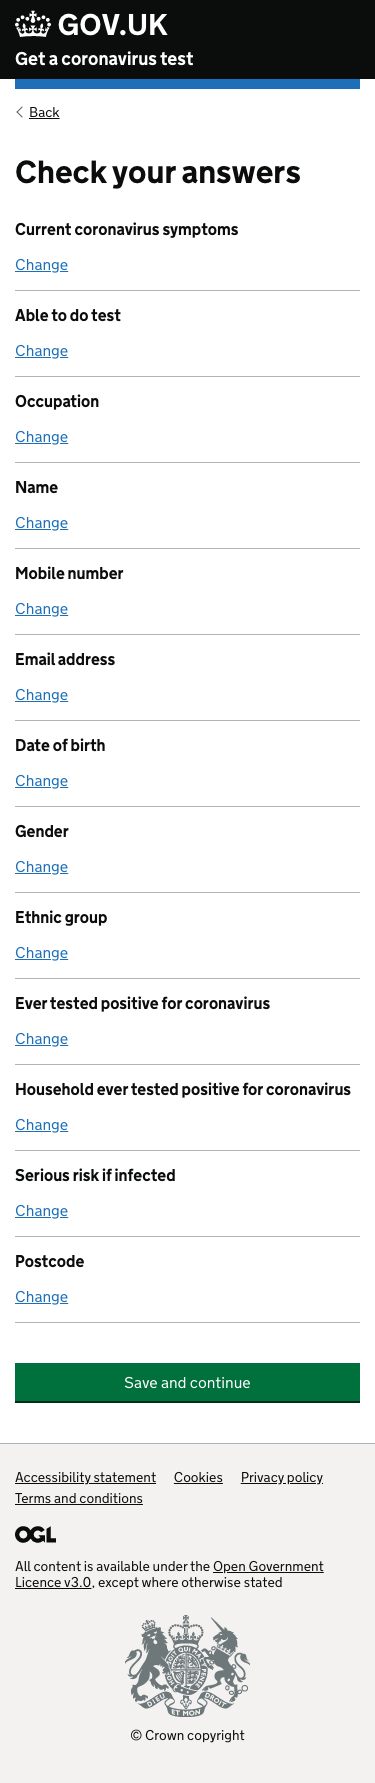 GOV.UK
Get a coronavirus test
Back
Check your answers
Current coronavirus symptoms
Change
Able to do test
Change
Occupation
Change
Name
Change
Mobile number
Change
Email address
Change
Date of birth
Change
Gender
Change
Ethnic group
Change
Ever tested positive for coronavirus
Change
Household ever tested positive for coronavirus
Change
Serious risk if infected
Change
Postcode
Change
Save and continue
Accessibility statement Cookies Privacy policy
Terms and conditions
OGL
All content is available under the Open Government
Licence v3.0, except where otherwise stated
DIEU ET MON DROIT
© Crown copyright